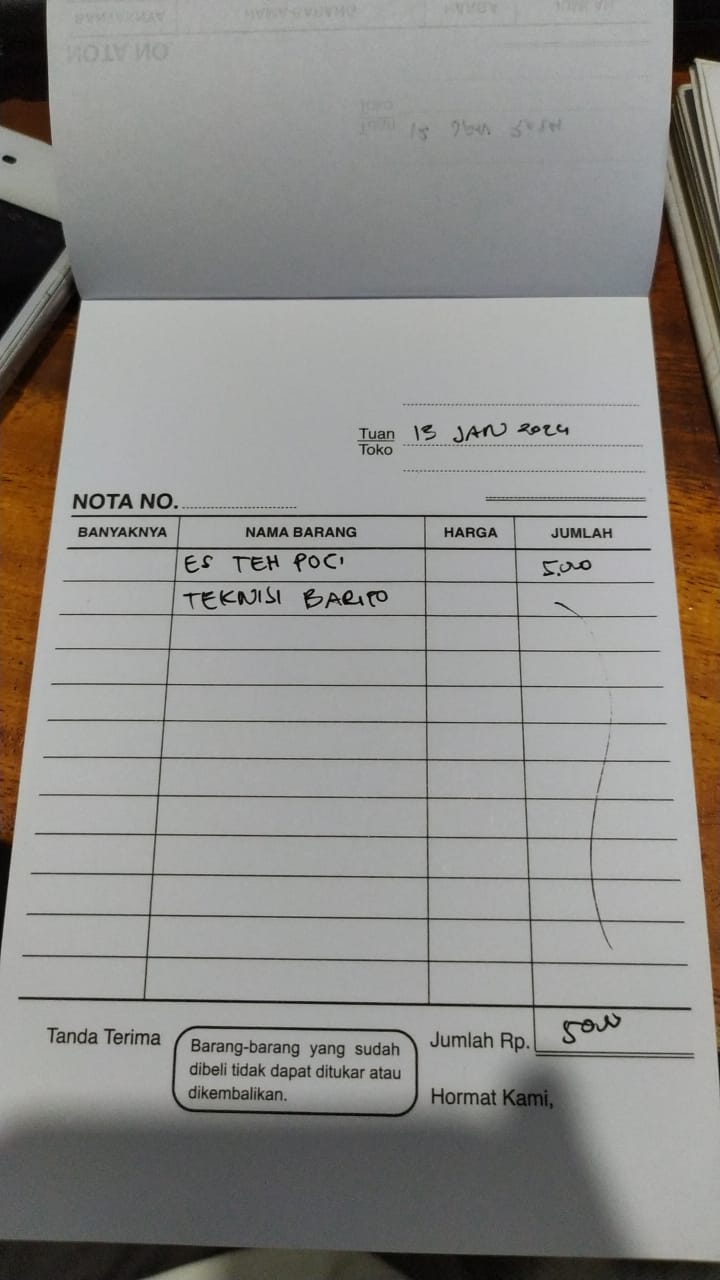 Tuan 13 JAN 2024
Toko
NOTA NO.
BANYAKNYA NAMA BARANG HARGA JUMLAH
ES TEH POCI 5.000
TEKNISI BARITO
Tanda Terima
Barang-barang yang sudah
dibeli tidak dapat ditukar atau
dikembalikan.
Jumlah Rp. 5000
Hormat Kami,